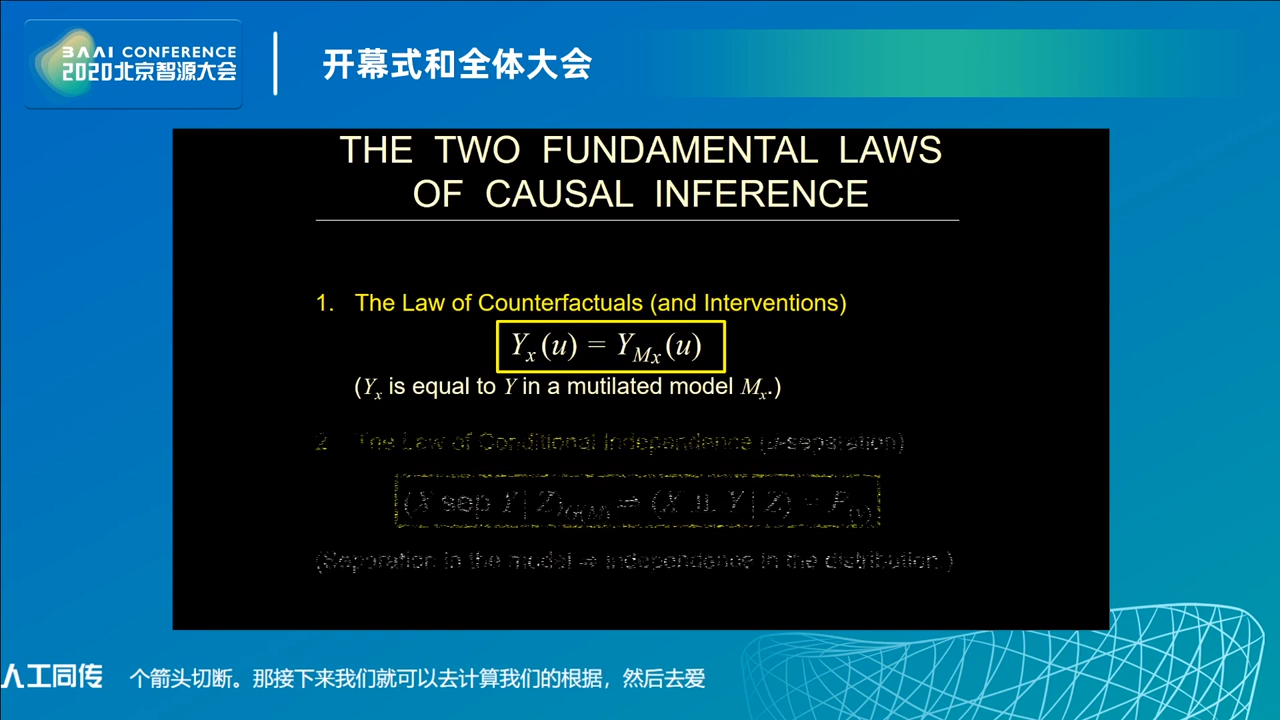 BAAI CONFERENCE
2020北京智源大会
开幕式和全体大会
THE TWO FUNDAMENTAL LAWS
OF CAUSAL INFERENCE
1. The Law of Counterfactuals (and Interventions)
Yₓ(u) = Y_{Mₓ}(u)
(Yₓ is equal to Y in a mutilated model Mₓ.)
2. The Law of Conditional Independence (d-separation)
(X sep Y | Z)_{G(M)} ⇒ (X ⫫ Y | Z)
(Separation in the model ⇒ independence in the distribution.)
人工同传
个箭头切断。那接下来我们就可以去计算我们的根据，然后去爱